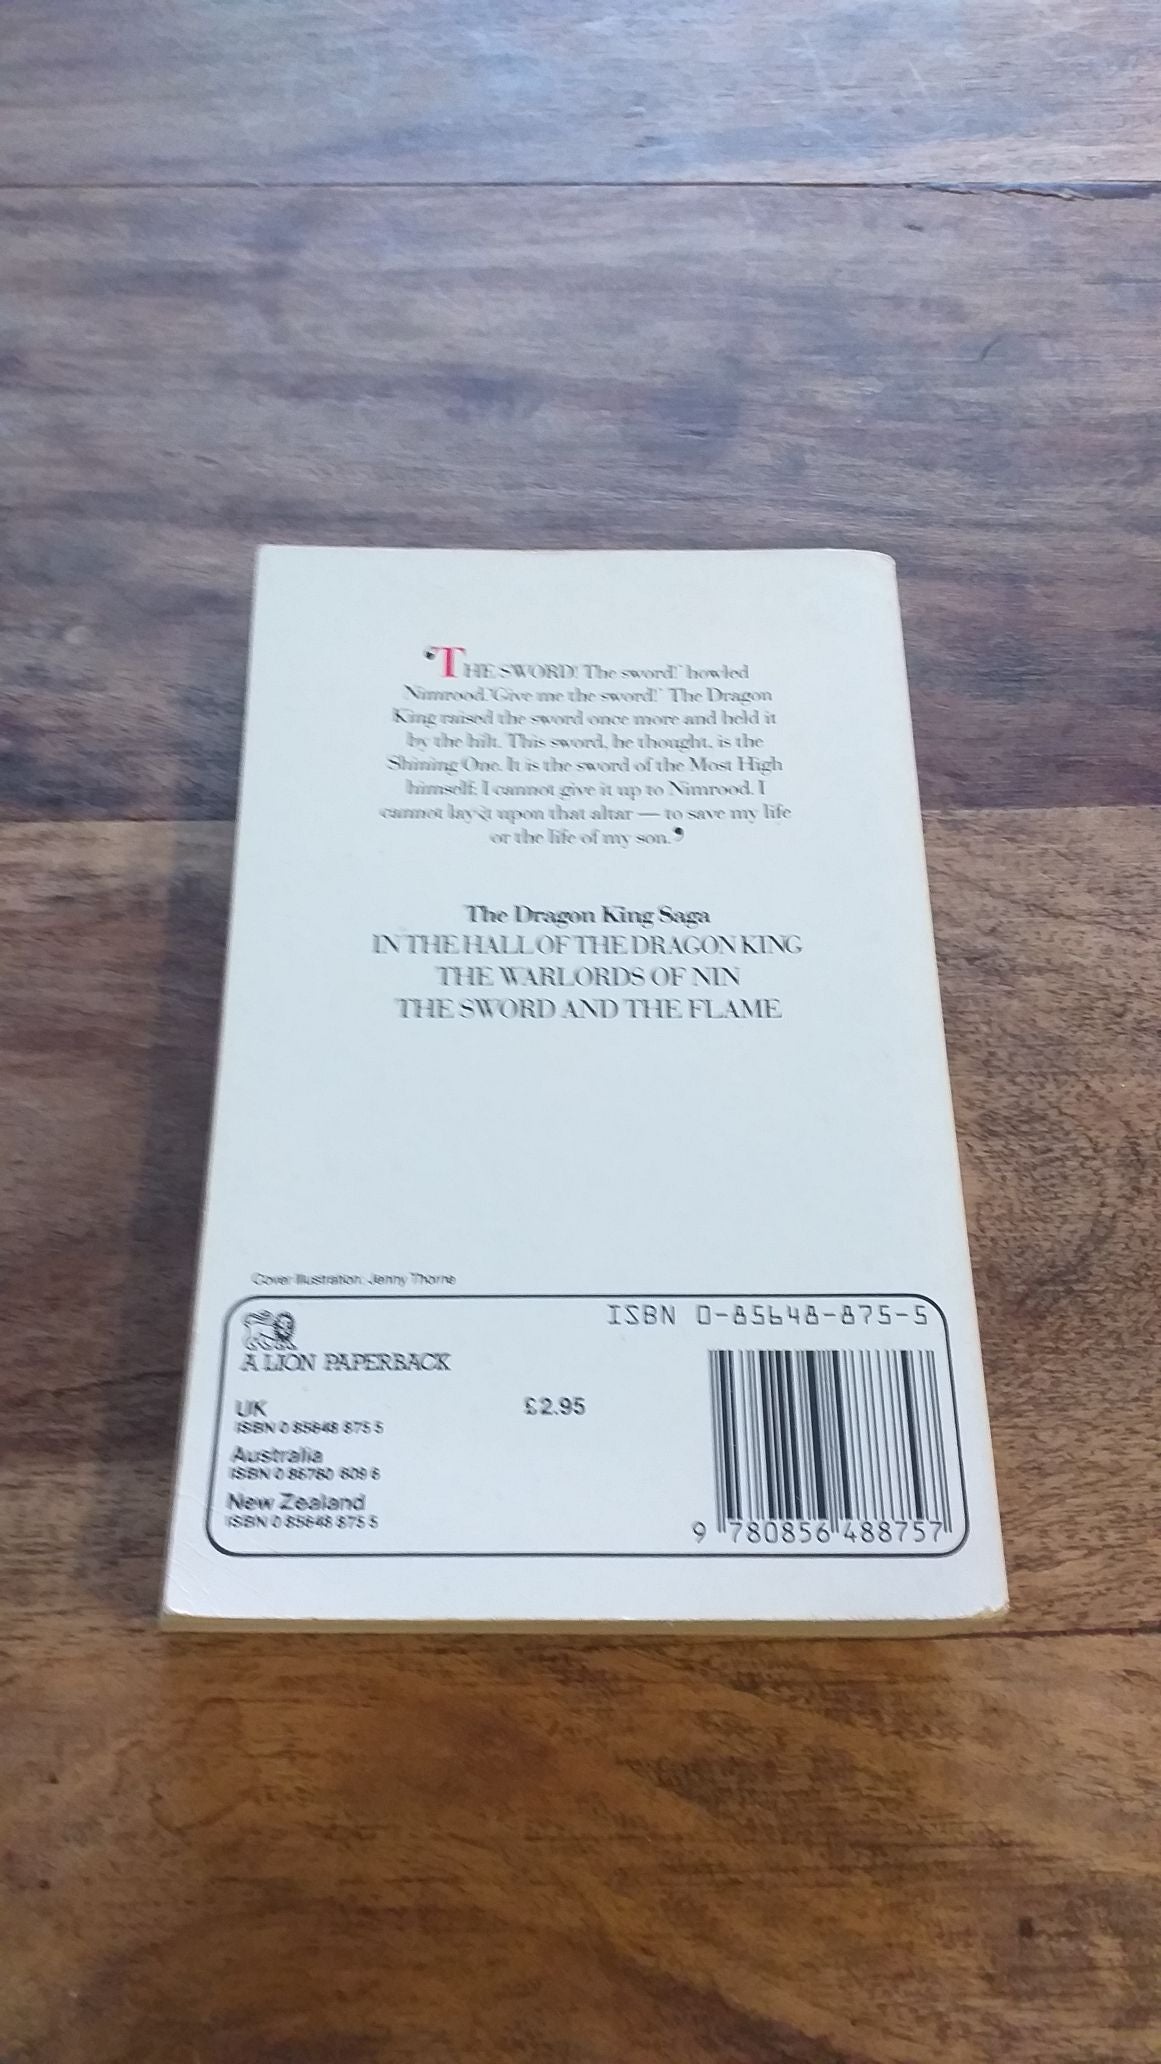 ‘THE SWORD! The sword!’ howled
Nimrood. ‘Give me the sword!’ The Dragon
King raised the sword once more and held it
by the hilt. This sword, he thought, is the
Shining One. It is the sword of the Most High
himself; I cannot give it up to Nimrood. I
cannot lay it upon that altar — to save my life
or the life of my son.’
The Dragon King Saga
IN THE HALL OF THE DRAGON KING
THE WARLORDS OF NIN
THE SWORD AND THE FLAME
Cover Illustration: Jenny Thorne
ISBN 0-85648-875-5
A LION PAPERBACK
UK £2.95
ISBN 0 85648 875 5
Australia
ISBN 0 86760 609 6
New Zealand
ISBN 0 85648 875 5
9 780856 488757